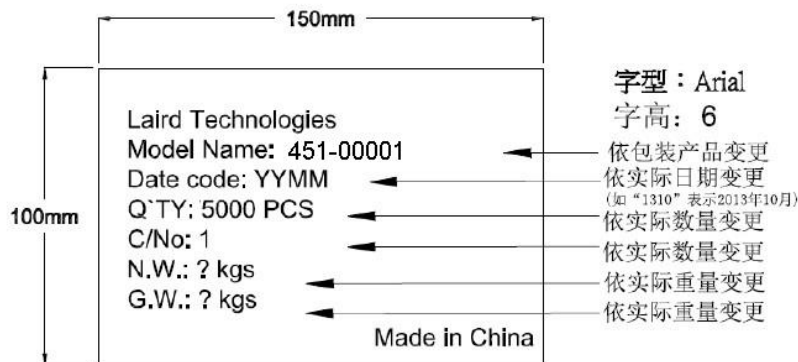 150mm
字型：Arial
字高：6
Laird Technologies
Model Name: 451-00001
依包装产品变更
Date code: YYMM
依实际日期变更
(如“1310”表示2013年10月)
100mm
Q`TY: 5000 PCS
依实际数量变更
C/No: 1
依实际数量变更
N.W.: ? kgs
依实际重量变更
G.W.: ? kgs
依实际重量变更
Made in China